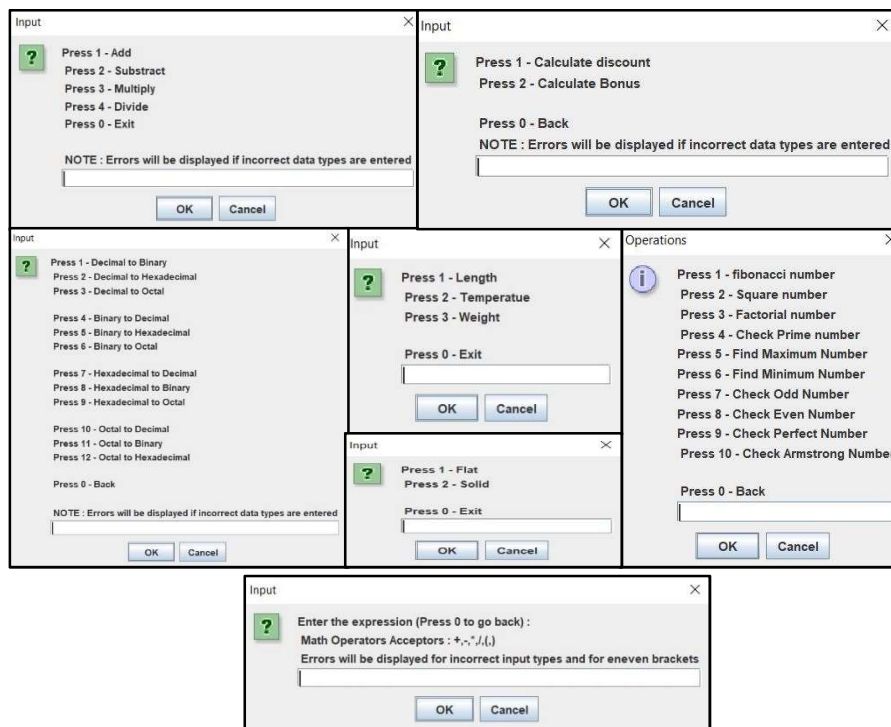 Input
Press 1 - Add
Press 2 - Substract
Press 3 - Multiply
Press 4 - Divide
Press 0 - Exit
NOTE : Errors will be displayed if incorrect data types are entered
OK Cancel
Input
Press 1 - Calculate discount
Press 2 - Calculate Bonus
Press 0 - Back
NOTE : Errors will be displayed if incorrect data types are entered
OK Cancel
Input
Press 1 - Decimal to Binary
Press 2 - Decimal to Hexadecimal
Press 3 - Decimal to Octal
Press 4 - Binary to Decimal
Press 5 - Binary to Hexadecimal
Press 6 - Binary to Octal
Press 7 - Hexadecimal to Decimal
Press 8 - Hexadecimal to Binary
Press 9 - Hexadecimal to Octal
Press 10 - Octal to Decimal
Press 11 - Octal to Binary
Press 12 - Octal to Hexadecimal
Press 0 - Back
NOTE : Errors will be displayed if incorrect data types are entered
OK Cancel
Input
Press 1 - Length
Press 2 - Temperatue
Press 3 - Weight
Press 0 - Exit
OK Cancel
Input
Press 1 - Flat
Press 2 - Solid
Press 0 - Exit
OK Cancel
Operations
Press 1 - fibonacci number
Press 2 - Square number
Press 3 - Factorial number
Press 4 - Check Prime number
Press 5 - Find Maximum Number
Press 6 - Find Minimum Number
Press 7 - Check Odd Number
Press 8 - Check Even Number
Press 9 - Check Perfect Number
Press 10 - Check Armstrong Number
Press 0 - Back
OK Cancel
Input
Enter the expression (Press 0 to go back) :
Math Operators Acceptors : +,-,*,/,(,)
Errors will be displayed for incorrect input types and for eneven brackets
OK Cancel